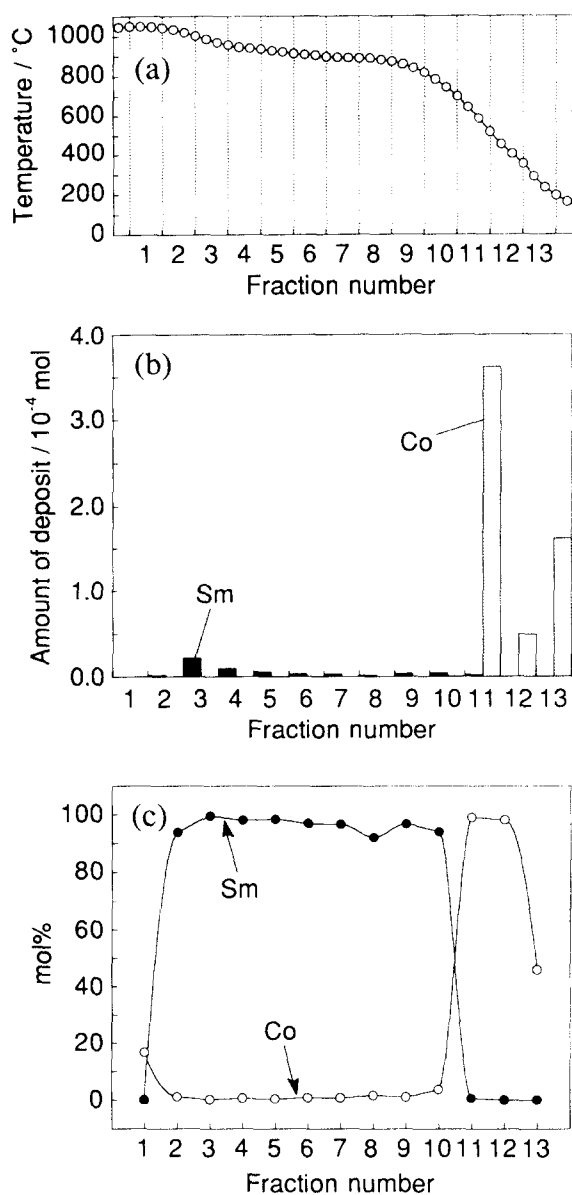 Temperature / °C
1000
800
600
400
200
0
(a)
1 2 3 4 5 6 7 8 9 10 11 12 13
Fraction number
Amount of deposit / 10⁻⁴ mol
4.0
3.0
2.0
1.0
0.0
(b)
Co
Sm
1 2 3 4 5 6 7 8 9 10 11 12 13
Fraction number
mol%
100
80
60
40
20
0
(c)
Sm
Co
1 2 3 4 5 6 7 8 9 10 11 12 13
Fraction number